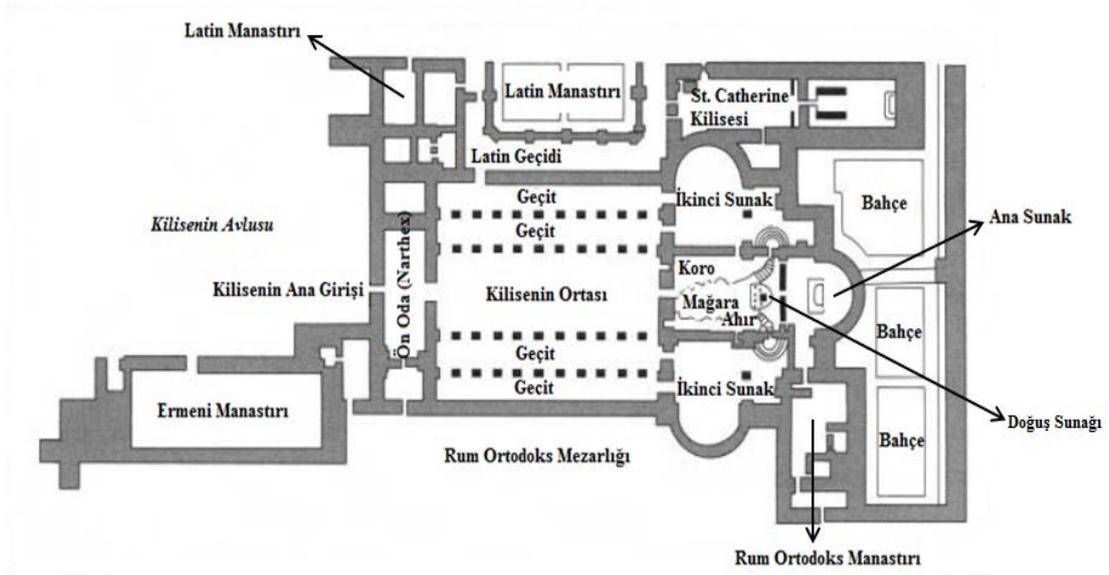 Latin Manastırı
Latin Manastırı
St. Catherine
Kilisesi
Latin Geçidi
Geçit
İkinci Sunak
Bahçe
Ana Sunak
Kilisenin Avlusu
Geçit
Koro
Kilisenin Ana Girişi
Ön Oda (Narthex)
Kilisenin Ortası
Mağara
Ahır
Bahçe
Geçit
Geçit
İkinci Sunak
Ermeni Manastırı
Doğuş Sunağı
Bahçe
Rum Ortodoks Mezarlığı
Rum Ortodoks Manastırı